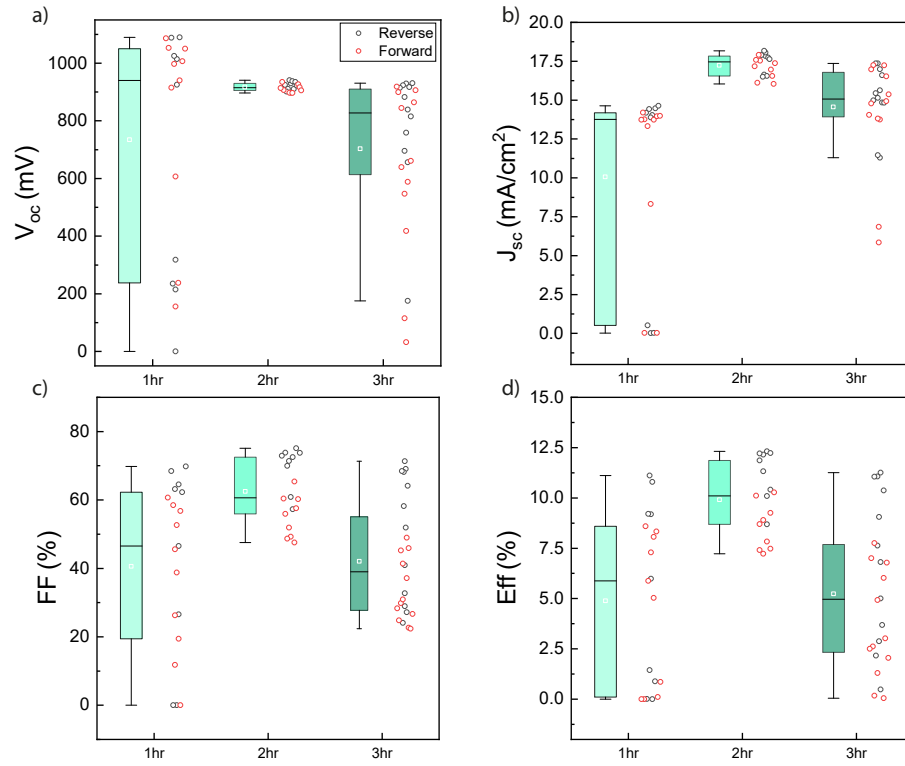 a)
Reverse
Forward
1000
800
600
400
200
0
V_oc (mV)
1hr
2hr
3hr
b)
20.0
17.5
15.0
12.5
10.0
7.5
5.0
2.5
0.0
J_sc (mA/cm²)
1hr
2hr
3hr
c)
80
60
40
20
0
FF (%)
1hr
2hr
3hr
d)
15.0
12.5
10.0
7.5
5.0
2.5
0.0
Eff (%)
1hr
2hr
3hr